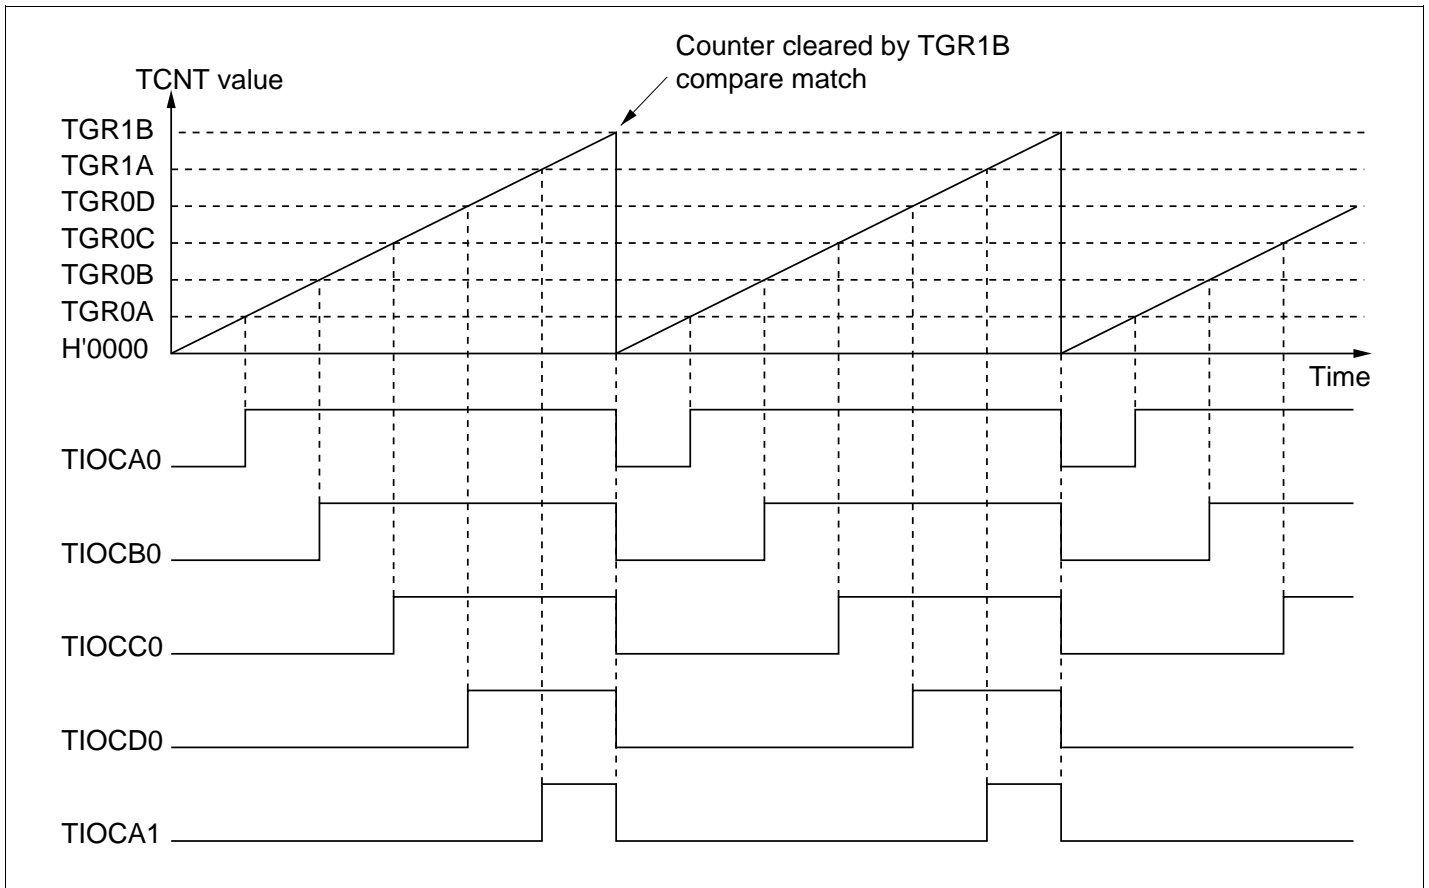 Counter cleared by TGR1B
compare match
TCNT value
TGR1B
TGR1A
TGR0D
TGR0C
TGR0B
TGR0A
H'0000
Time
TIOCA0
TIOCB0
TIOCC0
TIOCD0
TIOCA1